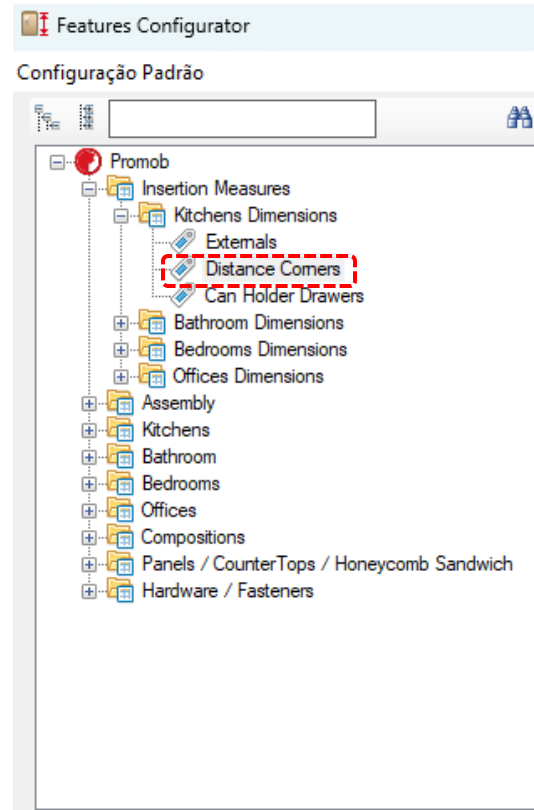 Features Configurator
Configuração Padrão
Promob
Insertion Measures
Kitchens Dimensions
Externals
Distance Corners
Can Holder Drawers
Bathroom Dimensions
Bedrooms Dimensions
Offices Dimensions
Assembly
Kitchens
Bathroom
Bedrooms
Offices
Compositions
Panels / CounterTops / Honeycomb Sandwich
Hardware / Fasteners